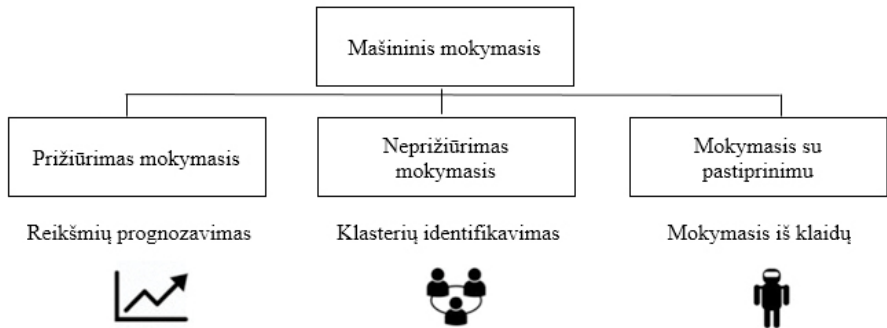 Mašininis mokymasis
Prižiūrimas mokymasis
Neprižiūrimas
mokymasis
Mokymasis su
pastiprinimu
Reikšmių prognozavimas
Klasterių identifikavimas
Mokymasis iš klaidų